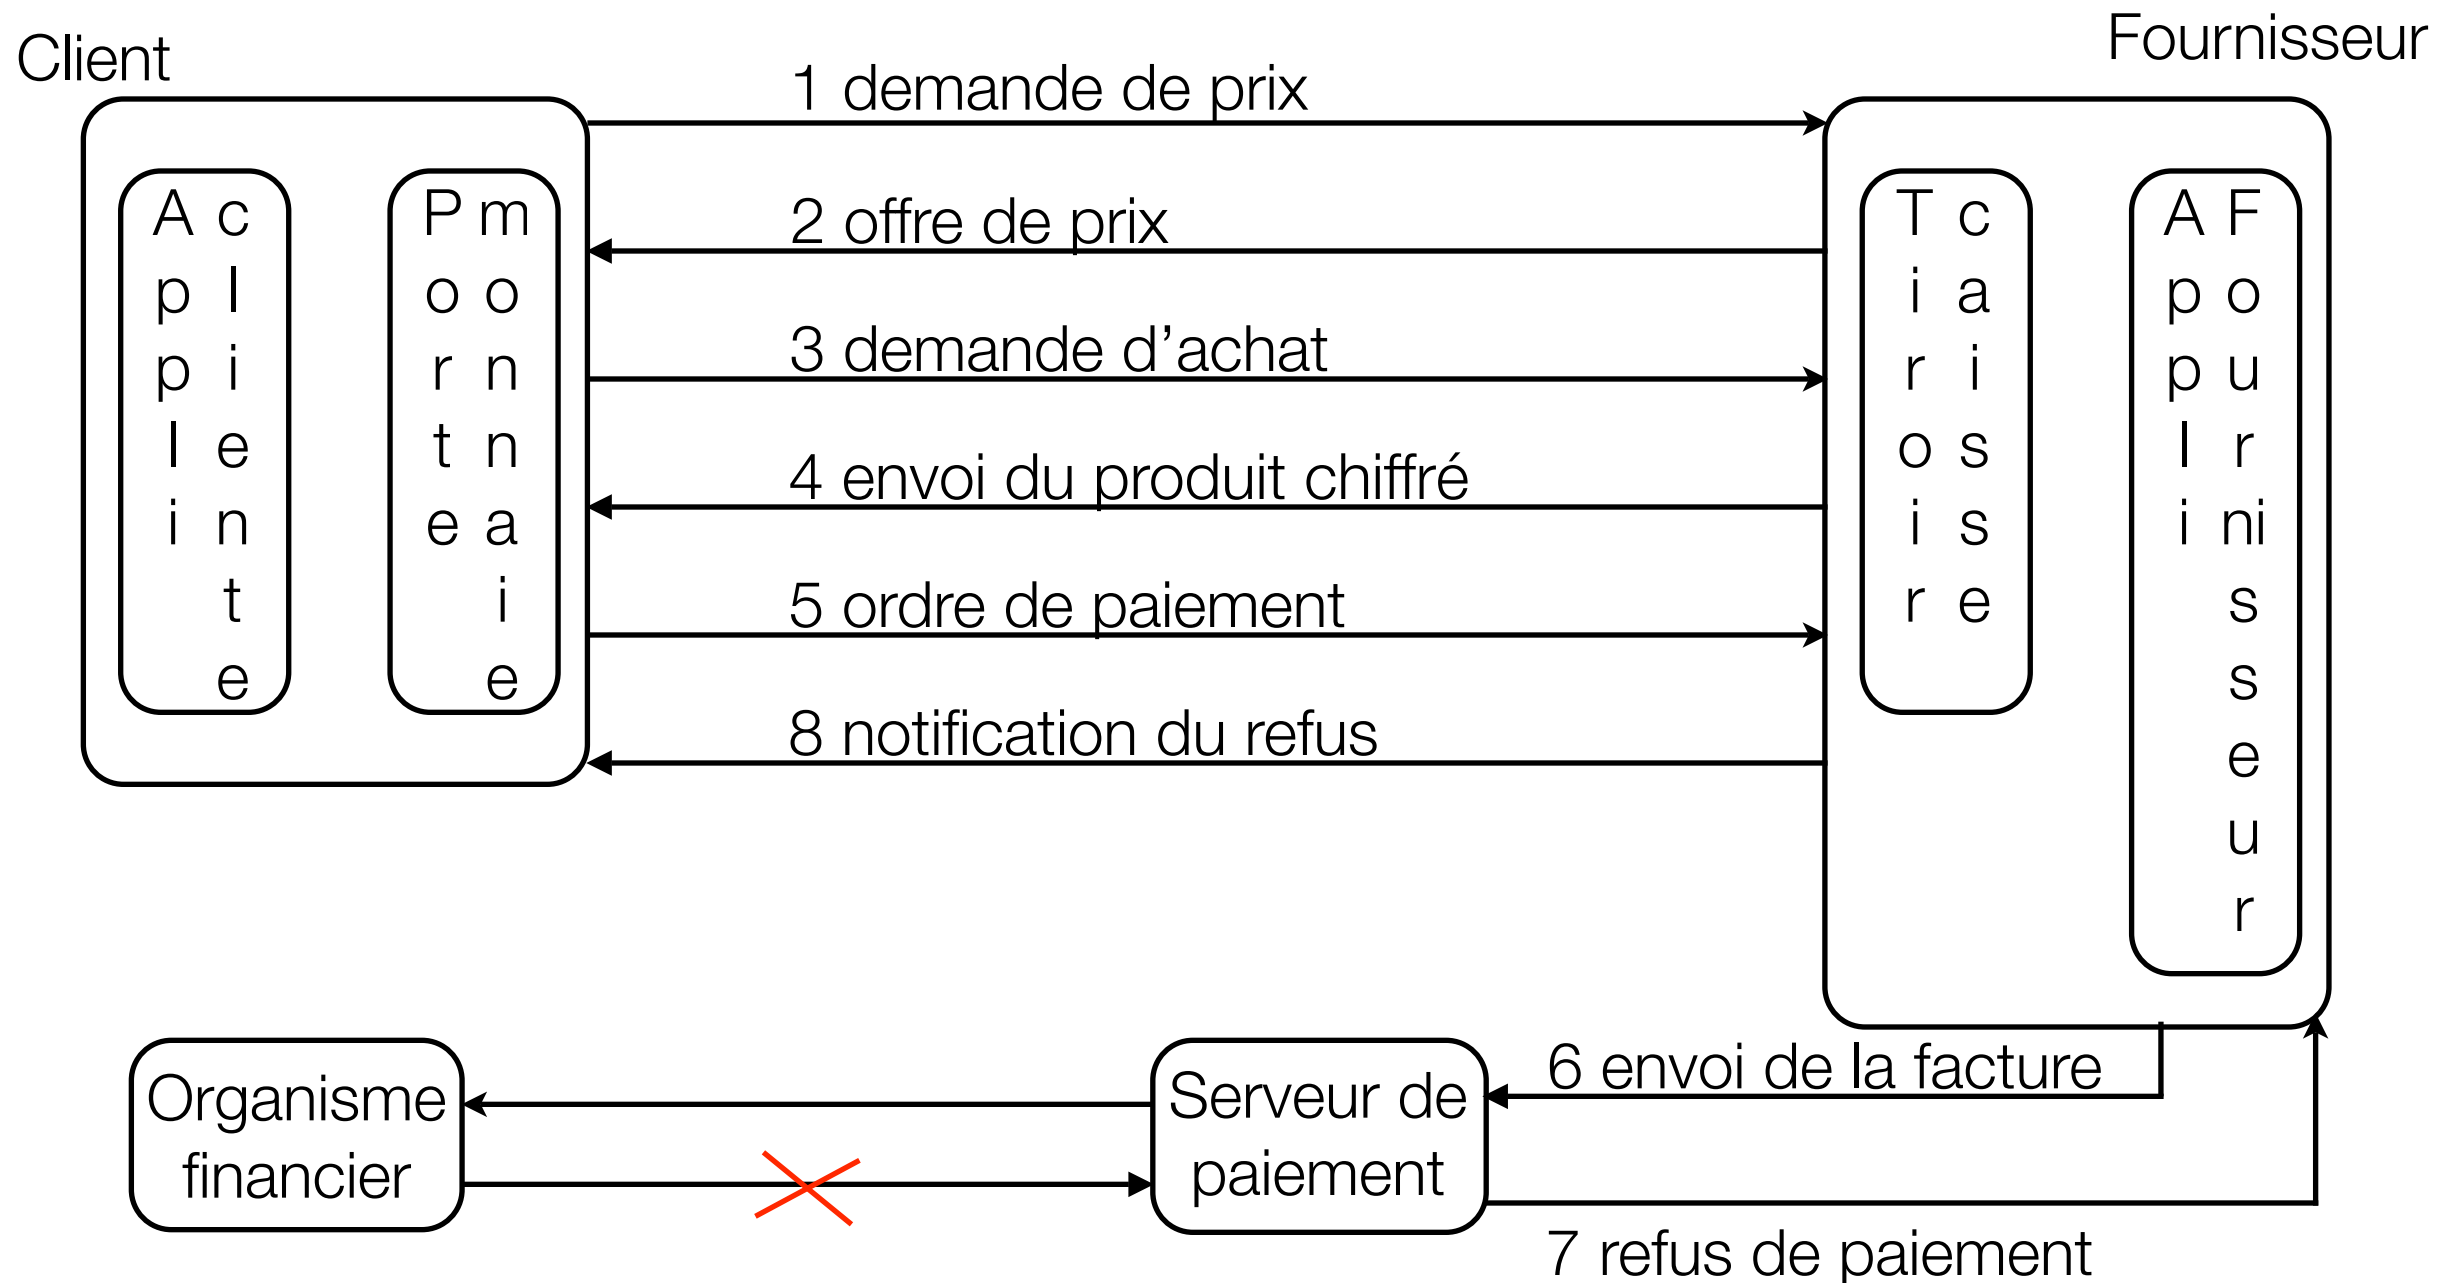 Client
Fournisseur
1 demande de prix
2 offre de prix
3 demande d’achat
4 envoi du produit chiffré
5 ordre de paiement
8 notification du refus
Appli
cliente
Porte
monnaie
Tiroir
caisse
Appli
Fournisseur
Organisme
financier
Serveur de
paiement
6 envoi de la facture
7 refus de paiement